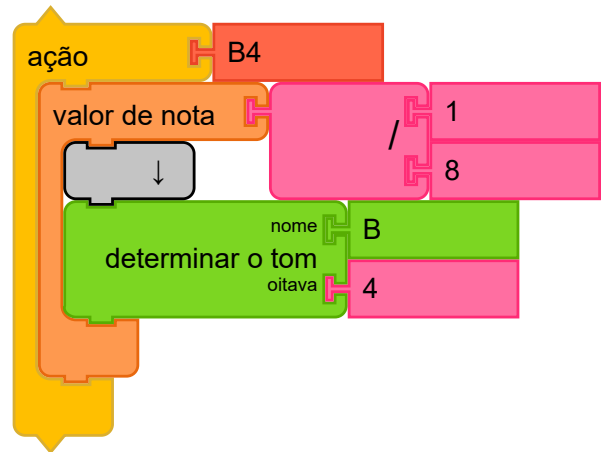 ação B4
valor de nota / 1
8
↓
nome B
determinar o tom
oitava 4